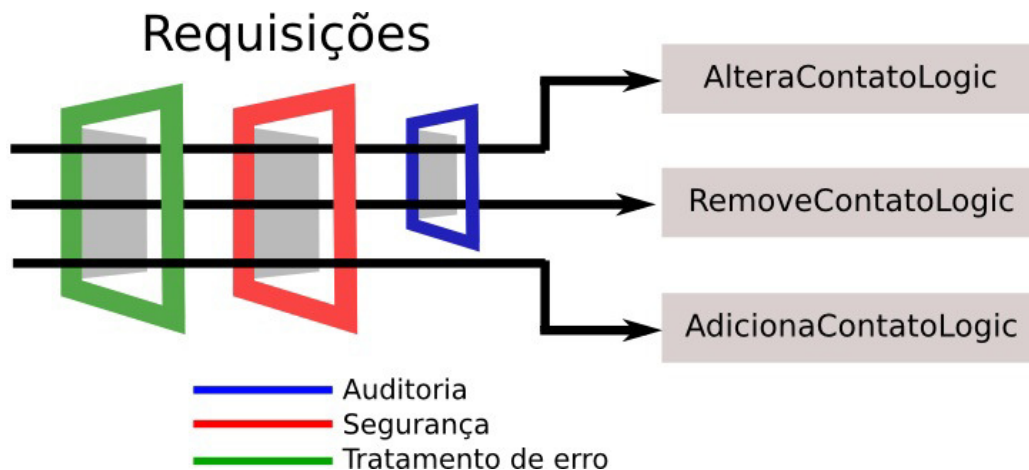 Requisições
AlteraContatoLogic
RemoveContatoLogic
AdicionaContatoLogic
Auditoria
Segurança
Tratamento de erro